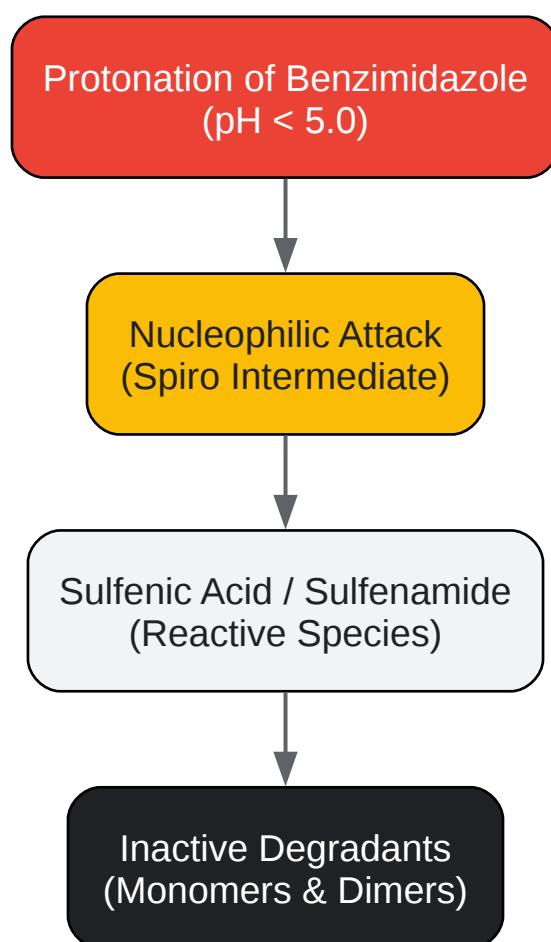 Protonation of Benzimidazole
(pH < 5.0)
Nucleophilic Attack
(Spiro Intermediate)
Sulfenic Acid / Sulfenamide
(Reactive Species)
Inactive Degradants
(Monomers & Dimers)